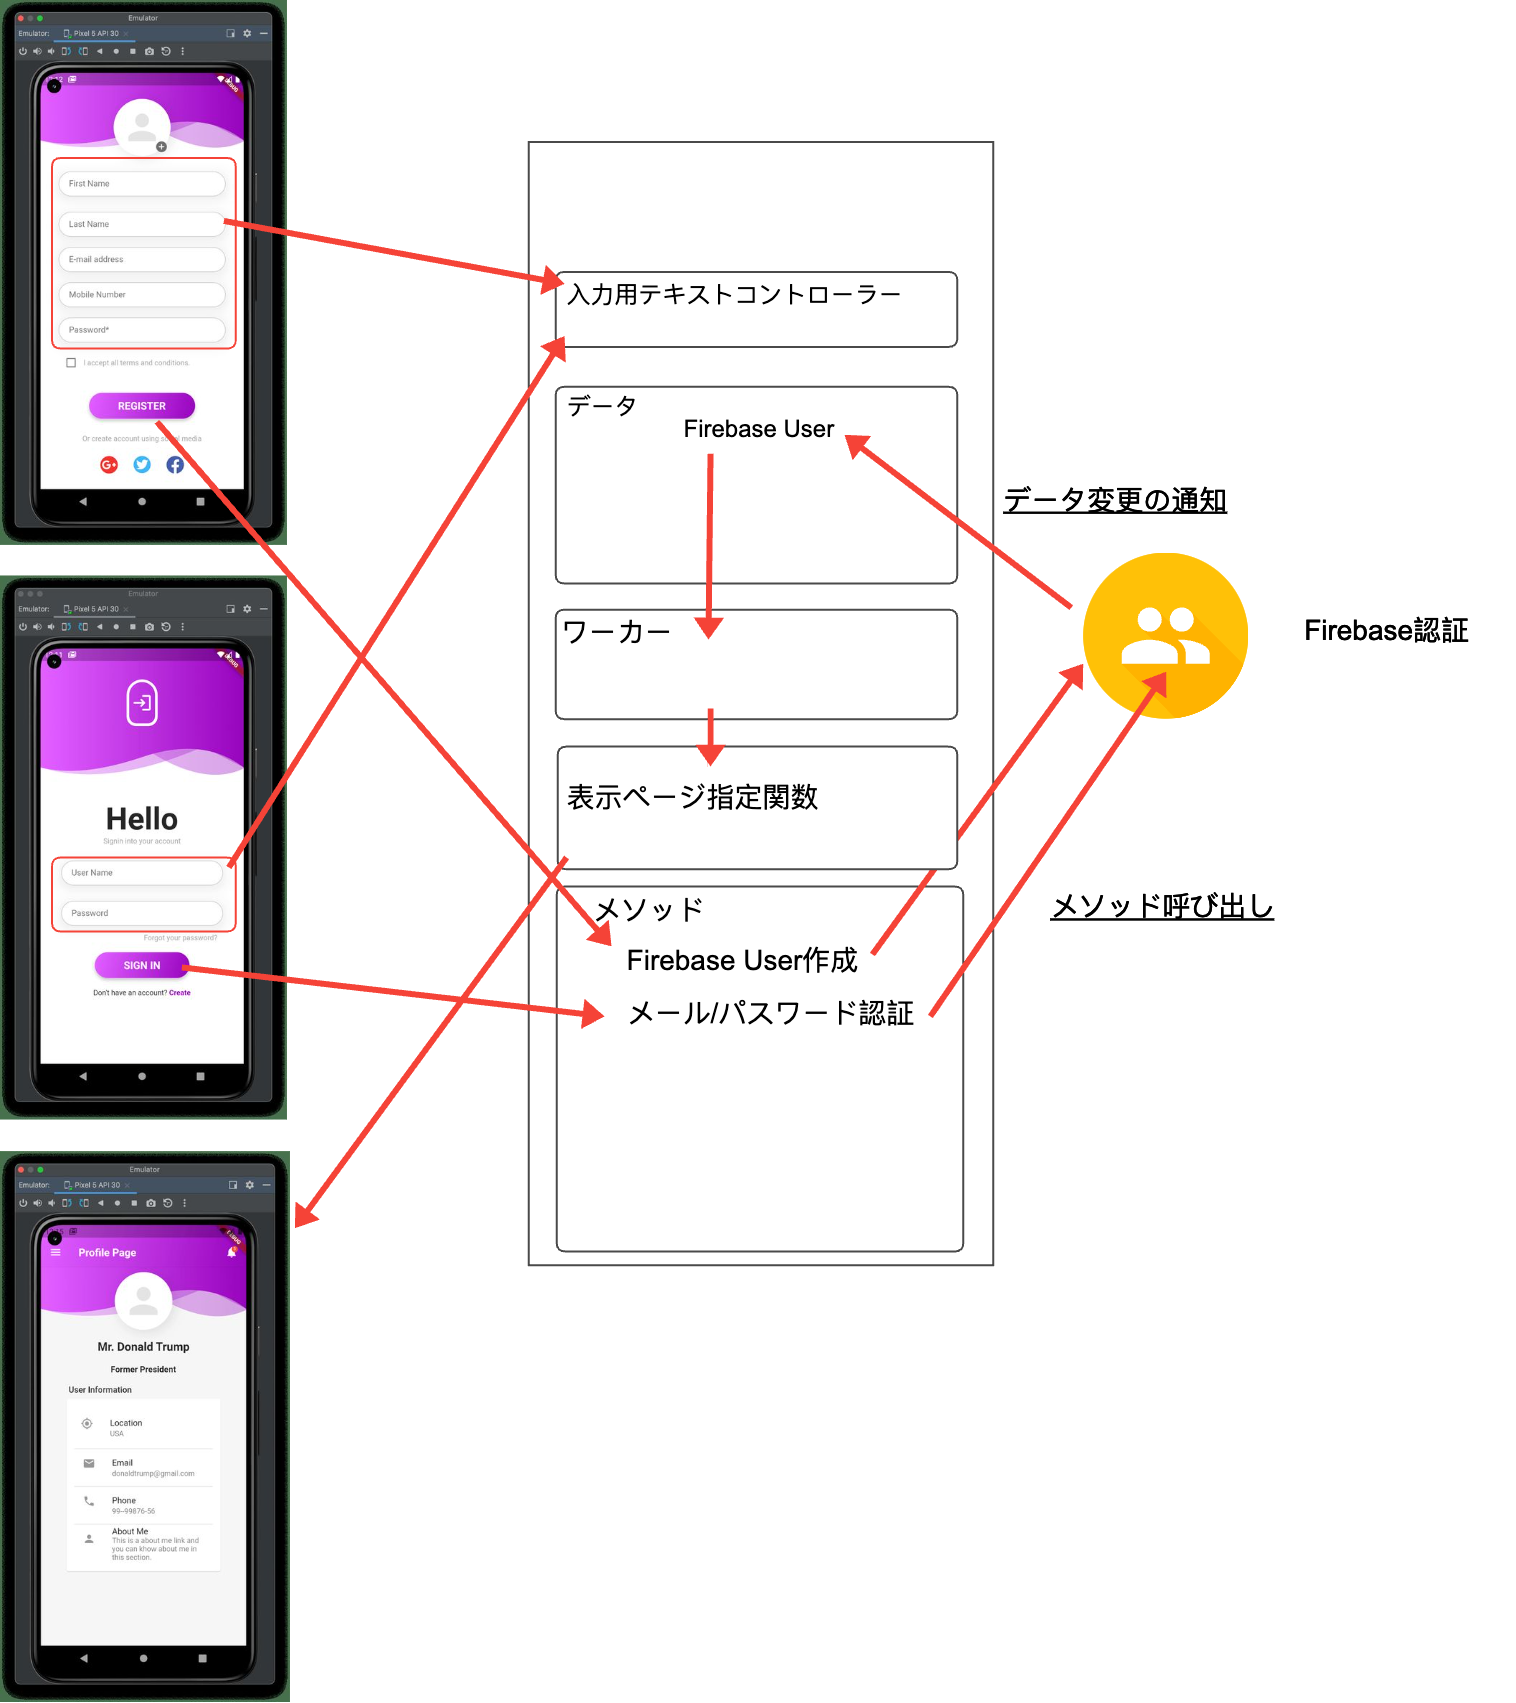 Emulator
Emulator:
Pixel 5 API 30
First Name
Last Name
E-mail address
Mobile Number
Password*
I accept all terms and conditions.
REGISTER
Or create account using social media
Emulator
Emulator:
Pixel 5 API 30
Hello
Signin into your account
User Name
Password
Forgot your password?
SIGN IN
Don't have an account? Create
Emulator
Emulator:
Pixel 5 API 30
Profile Page
Mr. Donald Trump
Former President
User Information
Location
USA
Email
donaldtrump@gmail.com
Phone
99--99876-56
About Me
This is a about me link and
you can khow about me in
this section.
入力用テキストコントローラー
データ
Firebase User
ワーカー
表示ページ指定関数
メソッド
Firebase User作成
メール/パスワード認証
データ変更の通知
Firebase認証
メソッド呼び出し